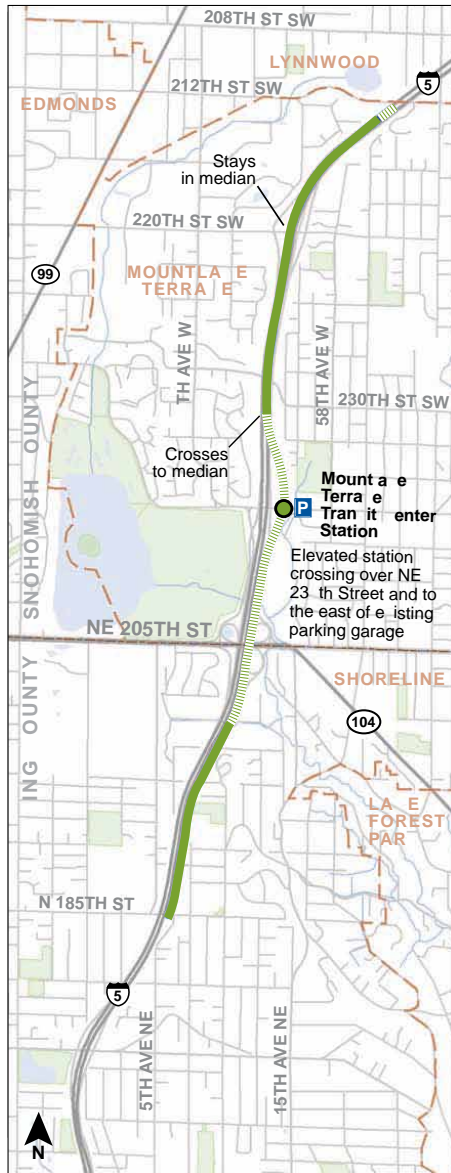 208TH ST SW
LYNNWOOD
5
212TH ST SW
EDMONDS
Stays
in median
220TH ST SW
99
MOUNTLA E
TERRA E
TH AVE W
58TH AVE W
230TH ST SW
SNOHOMISH OUNTY
Crosses
to median
P
Mount a e
Terra e
Tran it enter
Station
Elevated station
crossing over NE
23 th Street and to
the east of e isting
parking garage
NE 205TH ST
SHORELINE
ING OUNTY
104
LA E
FOREST
PAR
N 185TH ST
5
5TH AVE NE
15TH AVE NE
N